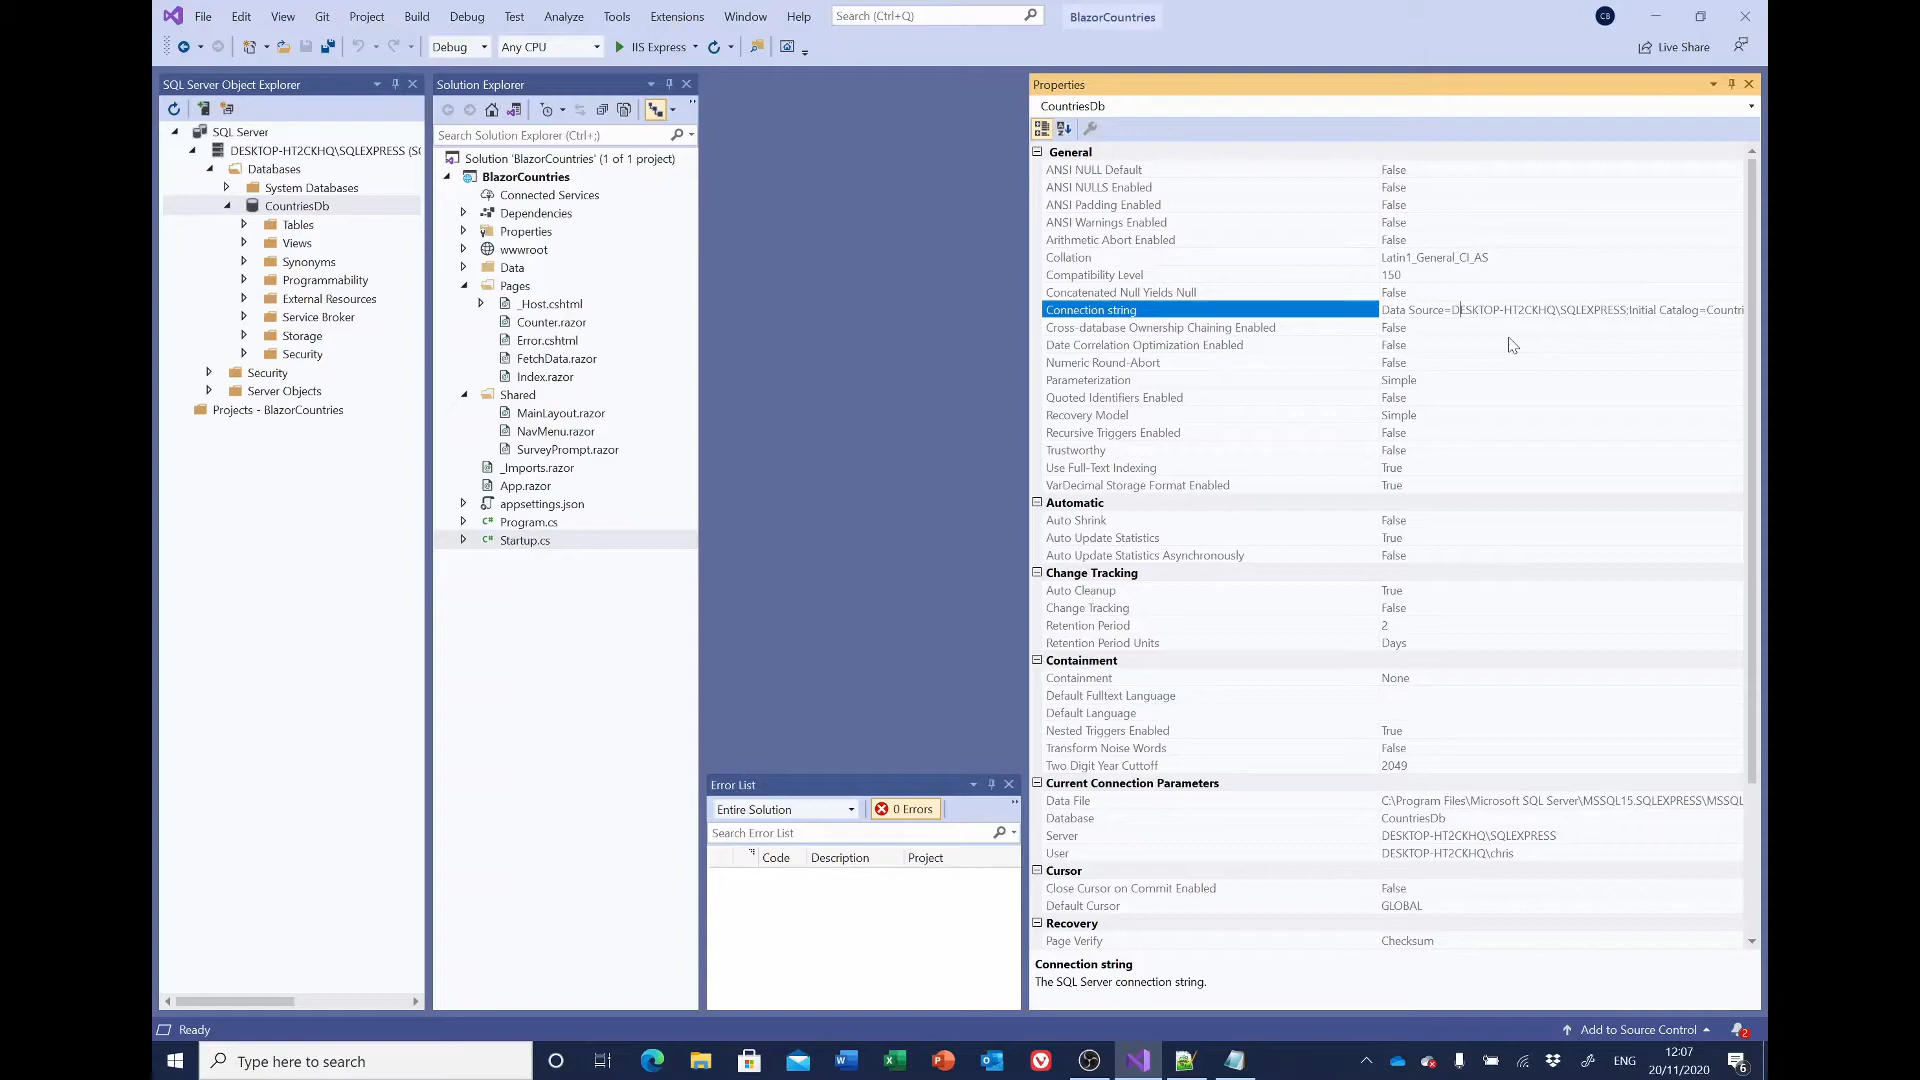 File Edit View Git Project Build Debug Test Analyze Tools Extensions Window Help Search (Ctrl+Q) BlazorCountries CB
Debug Any CPU IIS Express Live Share
SQL Server Object Explorer
SQL Server
DESKTOP-HT2CKHQ\SQLEXPRESS (SQ
Databases
System Databases
CountriesDb
Tables
Views
Synonyms
Programmability
External Resources
Service Broker
Storage
Security
Security
Server Objects
Projects - BlazorCountries
Solution Explorer
Search Solution Explorer (Ctrl+;)
Solution 'BlazorCountries' (1 of 1 project)
BlazorCountries
Connected Services
Dependencies
Properties
wwwroot
Data
Pages
_Host.cshtml
Counter.razor
Error.cshtml
FetchData.razor
Index.razor
Shared
MainLayout.razor
NavMenu.razor
SurveyPrompt.razor
_Imports.razor
App.razor
appsettings.json
C# Program.cs
C# Startup.cs
Error List
Entire Solution 0 Errors
Search Error List
Code Description Project
Properties
CountriesDb
General
ANSI NULL Default False
ANSI NULLS Enabled False
ANSI Padding Enabled False
ANSI Warnings Enabled False
Arithmetic Abort Enabled False
Collation Latin1_General_CI_AS
Compatibility Level 150
Concatenated Null Yields Null False
Connection string Data Source=DESKTOP-HT2CKHQ\SQLEXPRESS;Initial Catalog=Countri
Cross-database Ownership Chaining Enabled False
Date Correlation Optimization Enabled False
Numeric Round-Abort False
Parameterization Simple
Quoted Identifiers Enabled False
Recovery Model Simple
Recursive Triggers Enabled False
Trustworthy False
Use Full-Text Indexing True
VarDecimal Storage Format Enabled True
Automatic
Auto Shrink False
Auto Update Statistics True
Auto Update Statistics Asynchronously False
Change Tracking
Auto Cleanup True
Change Tracking False
Retention Period 2
Retention Period Units Days
Containment
Containment None
Default Fulltext Language
Default Language
Nested Triggers Enabled True
Transform Noise Words False
Two Digit Year Cuttoff 2049
Current Connection Parameters
Data File C:\Program Files\Microsoft SQL Server\MSSQL15.SQLEXPRESS\MSSQL
Database CountriesDb
Server DESKTOP-HT2CKHQ\SQLEXPRESS
User DESKTOP-HT2CKHQ\chris
Cursor
Close Cursor on Commit Enabled False
Default Cursor GLOBAL
Recovery
Page Verify Checksum
Connection string
The SQL Server connection string.
Ready Add to Source Control 2
Type here to search ENG 12:07
20/11/2020 6